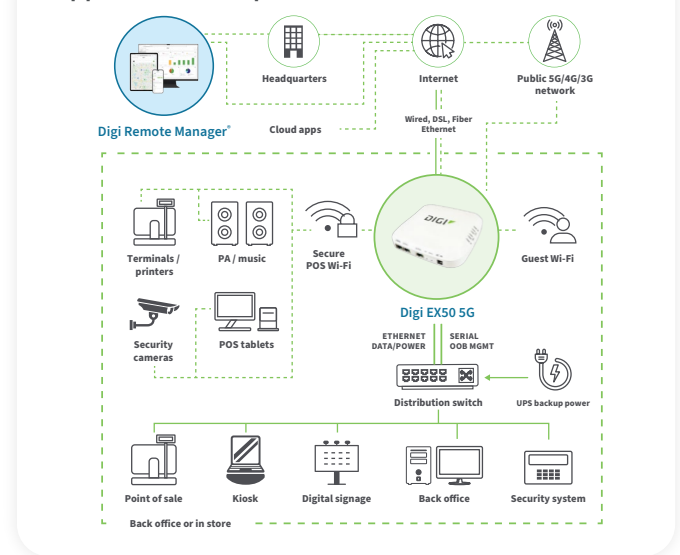 Headquarters
Internet
Public 5G/4G/3G
network
Digi Remote Manager®
Cloud apps
Wired, DSL, Fiber
Ethernet
DIGI
Terminals /
printers
PA / music
Secure
POS Wi-Fi
Guest Wi-Fi
Digi EX50 5G
Security
cameras
POS tablets
ETHERNET
DATA/POWER
SERIAL
OOB MGMT
Distribution switch
UPS backup power
Point of sale
Kiosk
Digital signage
Back office
Security system
Back office or in store